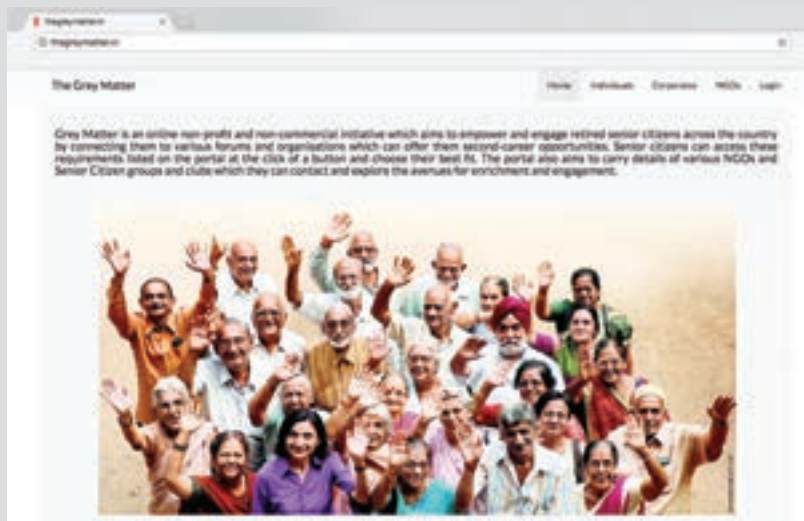 thegreymatter.in
thegreymatter.in
The Grey Matter
Home Individuals Corporates NGOs Login
Grey Matter is an online non-profit and non-commercial initiative which aims to empower and engage retired senior citizens across the country
by connecting them to various forums and organisations which can offer them second-career opportunities. Senior citizens can access these
requirements listed on the portal at the click of a button and choose their best fit. The portal also aims to carry details of various NGOs and
Senior Citizen groups and clubs which they can contact and explore the avenues for enrichment and engagement.